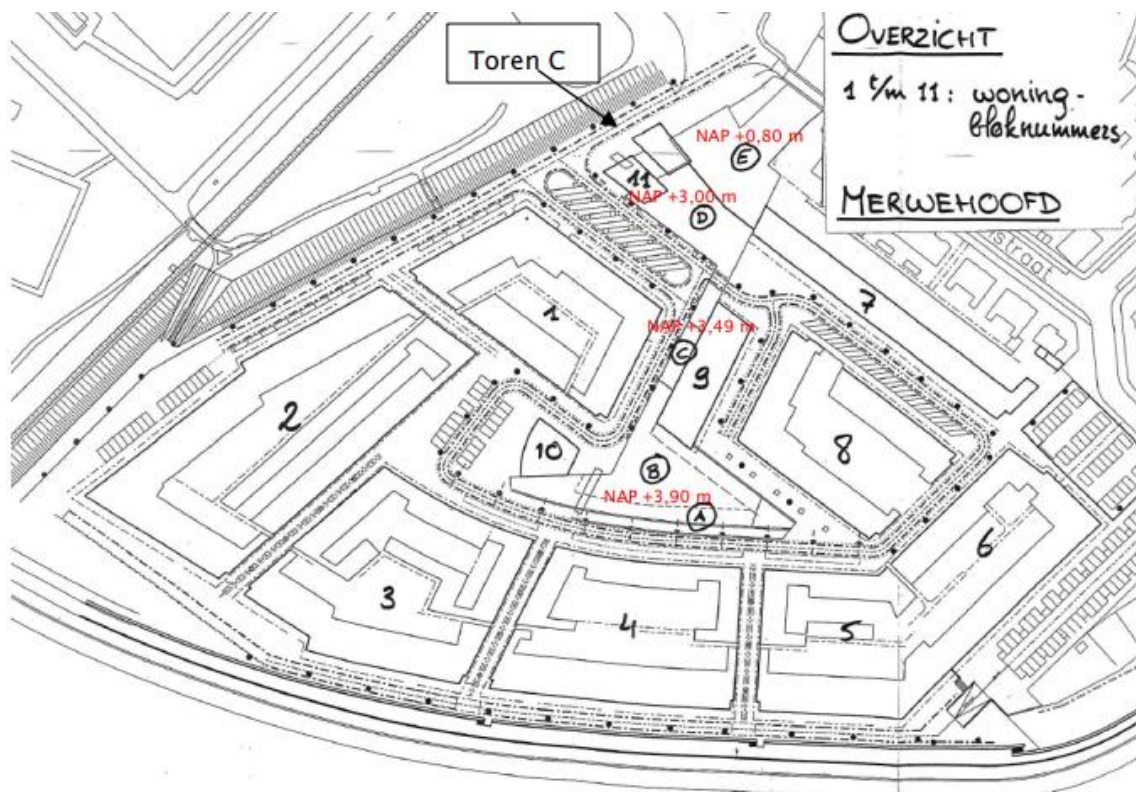 OVERZICHT
1 t/m 11: woning-
bloknummers
MERWEHOOFD
Toren C
NAP +0,80 m
E
11
NAP +3,00 m
D
straat
7
1
NAP +3,49 m
C
9
2
8
10
B
NAP +3,90 m
A
6
3
4
5